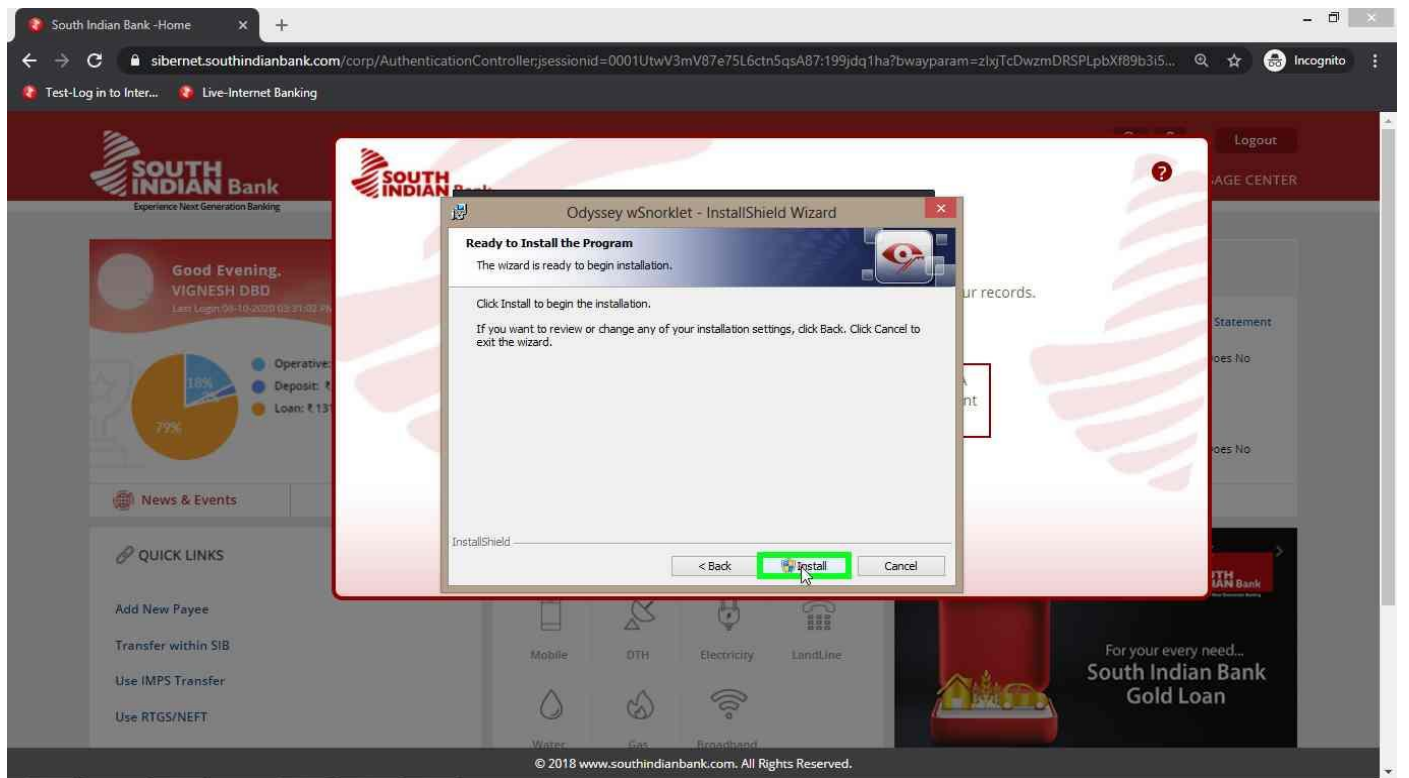 South Indian Bank -Home
sibernet.southindianbank.com/corp/AuthenticationController;jsessionid=0001UtwV3mV87e75L6ctn5qsA87:199jdq1ha?bwayparam=zIxjTcDwzmDRSPLpbXf89b3i5...
Incognito
Test-Log in to Inter...
Live-Internet Banking
Logout
SOUTH
INDIAN Bank
Experience Next Generation Banking
SOUTH
INDIAN
AGE CENTER
Odyssey wSnorklet - InstallShield Wizard
Ready to Install the Program
The wizard is ready to begin installation.
Click Install to begin the installation.
If you want to review or change any of your installation settings, click Back. Click Cancel to
exit the wizard.
InstallShield
< Back
Install
Cancel
ur records.
nt
Good Evening.
VIGNESH DBD
Operative:
Deposit: ₹
Loan: ₹ 131
18%
79%
Statement
oes No
oes No
News & Events
QUICK LINKS
Add New Payee
Transfer within SIB
Use IMPS Transfer
Use RTGS/NEFT
Mobile
DTH
Electricity
LandLine
Water
Gas
Broadband
For your every need...
South Indian Bank
Gold Loan
© 2018 www.southindianbank.com. All Rights Reserved.